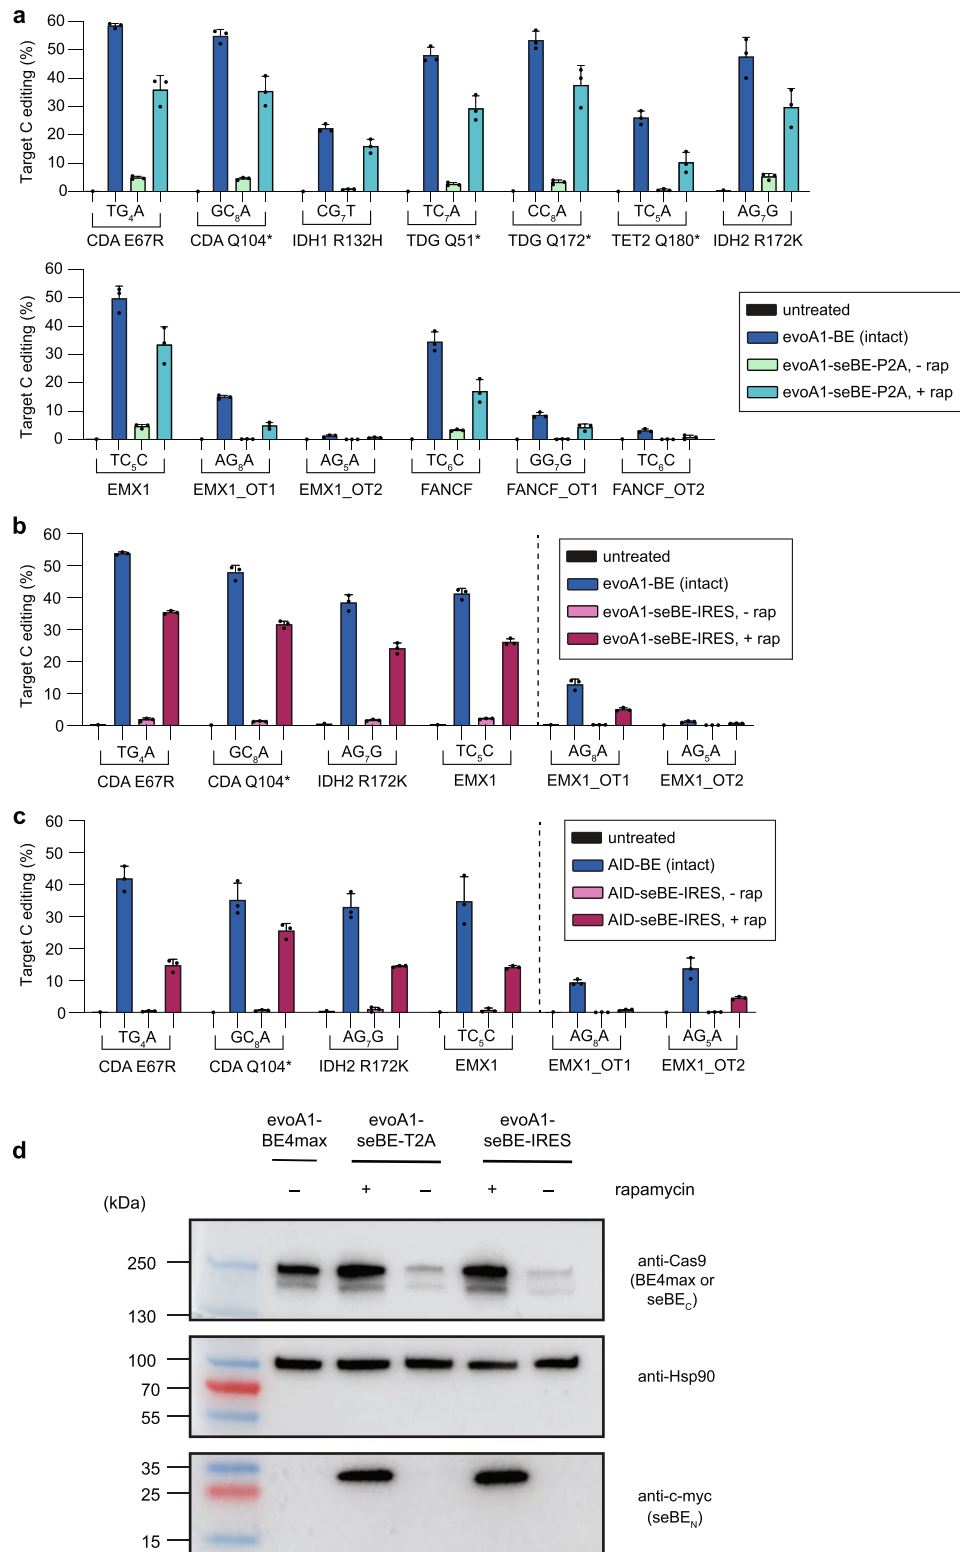 a
Target C editing (%)
60
50
40
30
20
10
0
TG4A
GC8A
CG7T
TC7A
CC8A
TC5A
AG7G
CDA E67R
CDA Q104*
IDH1 R132H
TDG Q51*
TDG Q172*
TET2 Q180*
IDH2 R172K
Target C editing (%)
60
50
40
30
20
10
0
TC5C
AG8A
AG5A
TC6C
GG7G
TC6C
EMX1
EMX1_OT1
EMX1_OT2
FANCF
FANCF_OT1
FANCF_OT2
untreated
evoA1-BE (intact)
evoA1-seBE-P2A, - rap
evoA1-seBE-P2A, + rap
b
Target C editing (%)
60
50
40
30
20
10
0
TG4A
GC8A
AG7G
TC5C
AG8A
AG5A
CDA E67R
CDA Q104*
IDH2 R172K
EMX1
EMX1_OT1
EMX1_OT2
untreated
evoA1-BE (intact)
evoA1-seBE-IRES, - rap
evoA1-seBE-IRES, + rap
c
Target C editing (%)
60
50
40
30
20
10
0
TG4A
GC8A
AG7G
TC5C
AG8A
AG5A
CDA E67R
CDA Q104*
IDH2 R172K
EMX1
EMX1_OT1
EMX1_OT2
untreated
AID-BE (intact)
AID-seBE-IRES, - rap
AID-seBE-IRES, + rap
d
evoA1-
BE4max
evoA1-
seBE-T2A
evoA1-
seBE-IRES
– + – + – rapamycin
(kDa)
250
130
anti-Cas9
(BE4max or
seBEC)
100
70
55
anti-Hsp90
35
25
15
anti-c-myc
(seBEN)